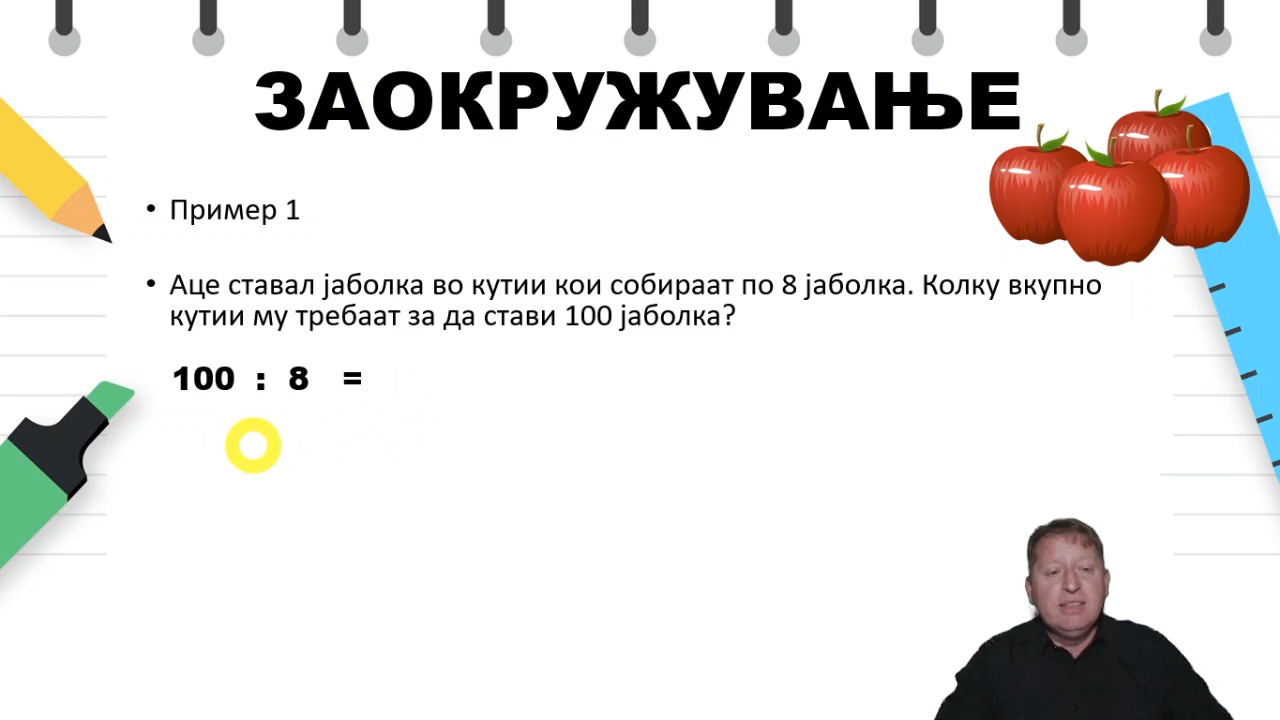 ЗАОКРУЖУВАЊЕ
• Пример 1
• Аце ставал јаболка во кутии кои собираат по 8 јаболка. Колку вкупно
кутии му требаат за да стави 100 јаболка?
100 : 8 =